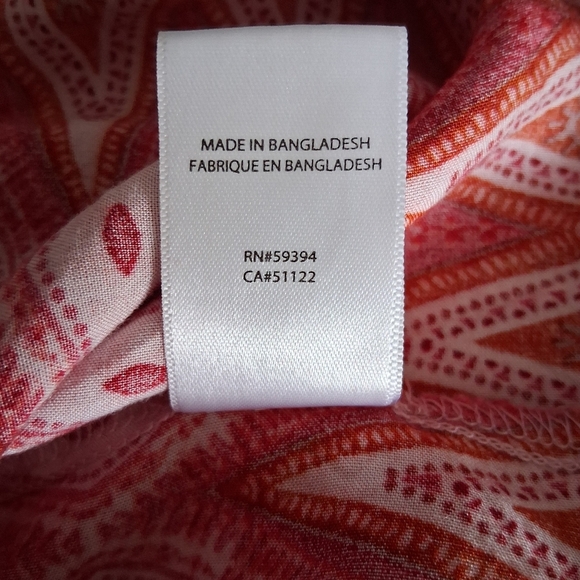 MADE IN BANGLADESH
FABRIQUE EN BANGLADESH
RN#59394
CA#51122